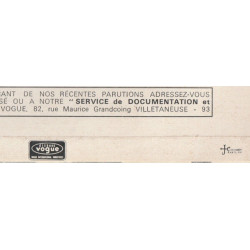 ANT DE NOS RÉCENTES PARUTIONS ADRESSEZ-VOUS
SÉ OU A NOTRE " SERVICE de DOCUMENTATION et
VOGUE, 82, rue Maurice Grandcoing VILLETANEUSE - 93
disques
vogue